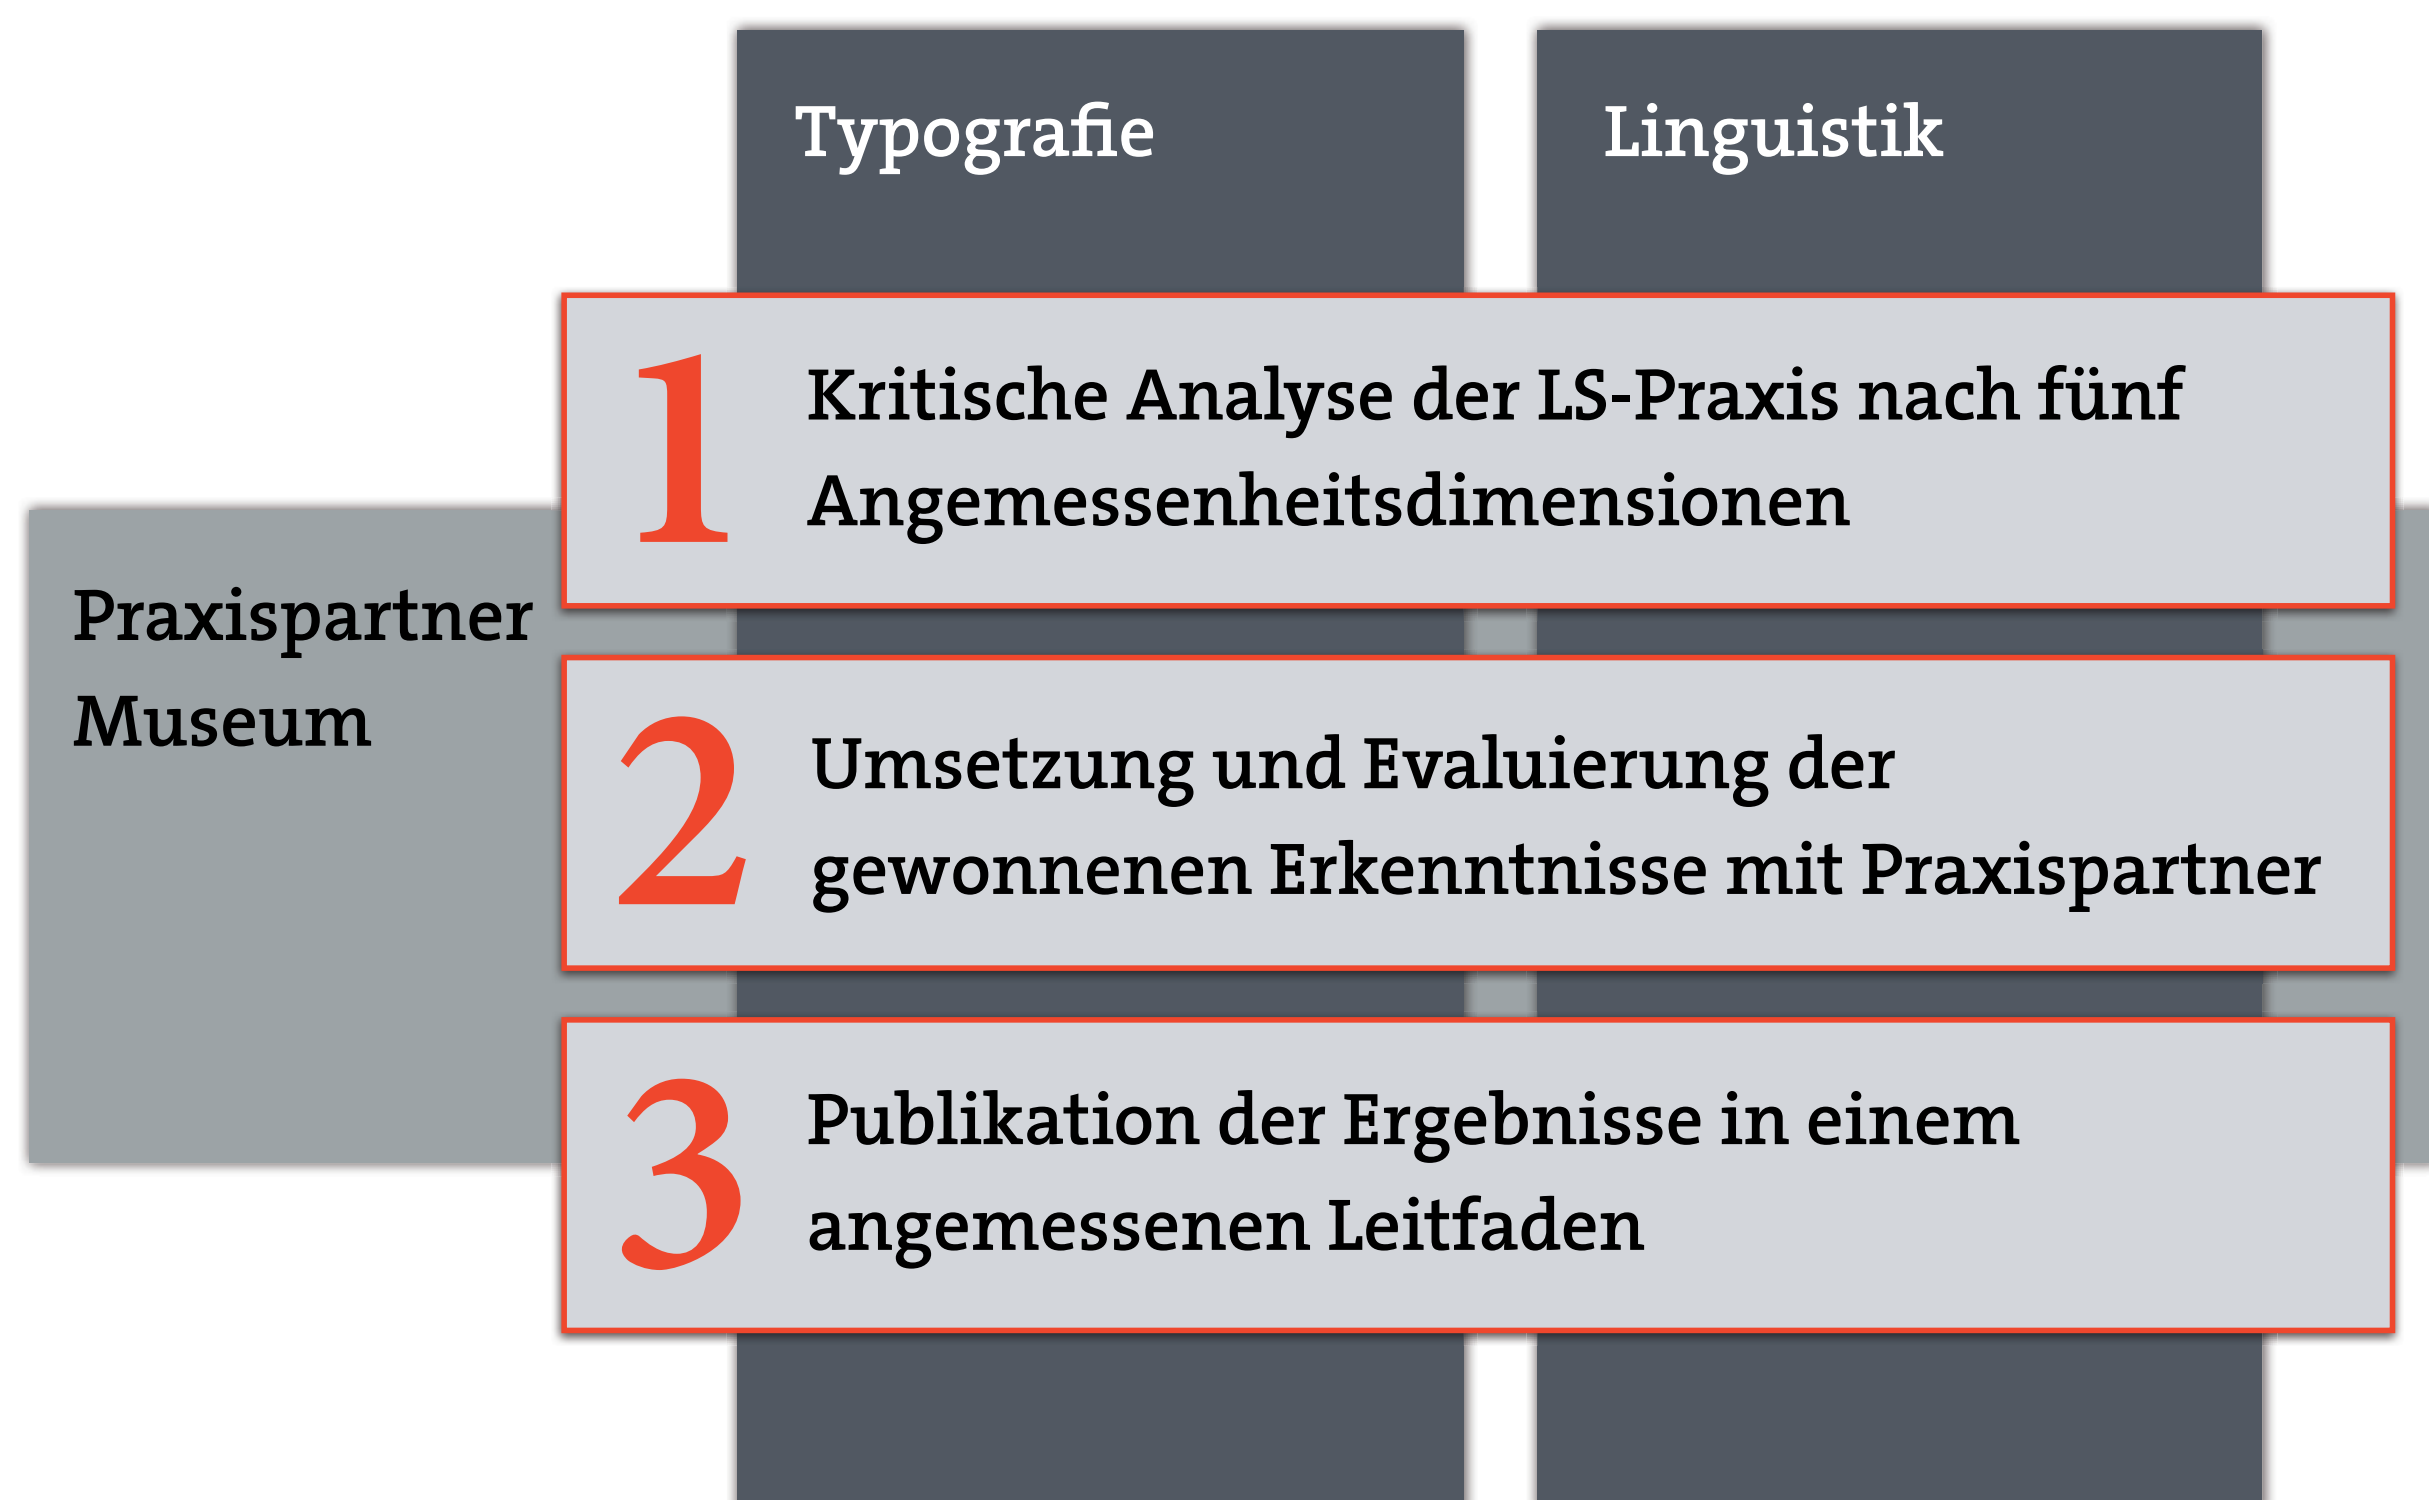 Typografie
Linguistik
1
Kritische Analyse der LS-Praxis nach fünf
Angemessenheitsdimensionen
Praxispartner
Museum
2
Umsetzung und Evaluierung der
gewonnenen Erkenntnisse mit Praxispartner
3
Publikation der Ergebnisse in einem
angemessenen Leitfaden